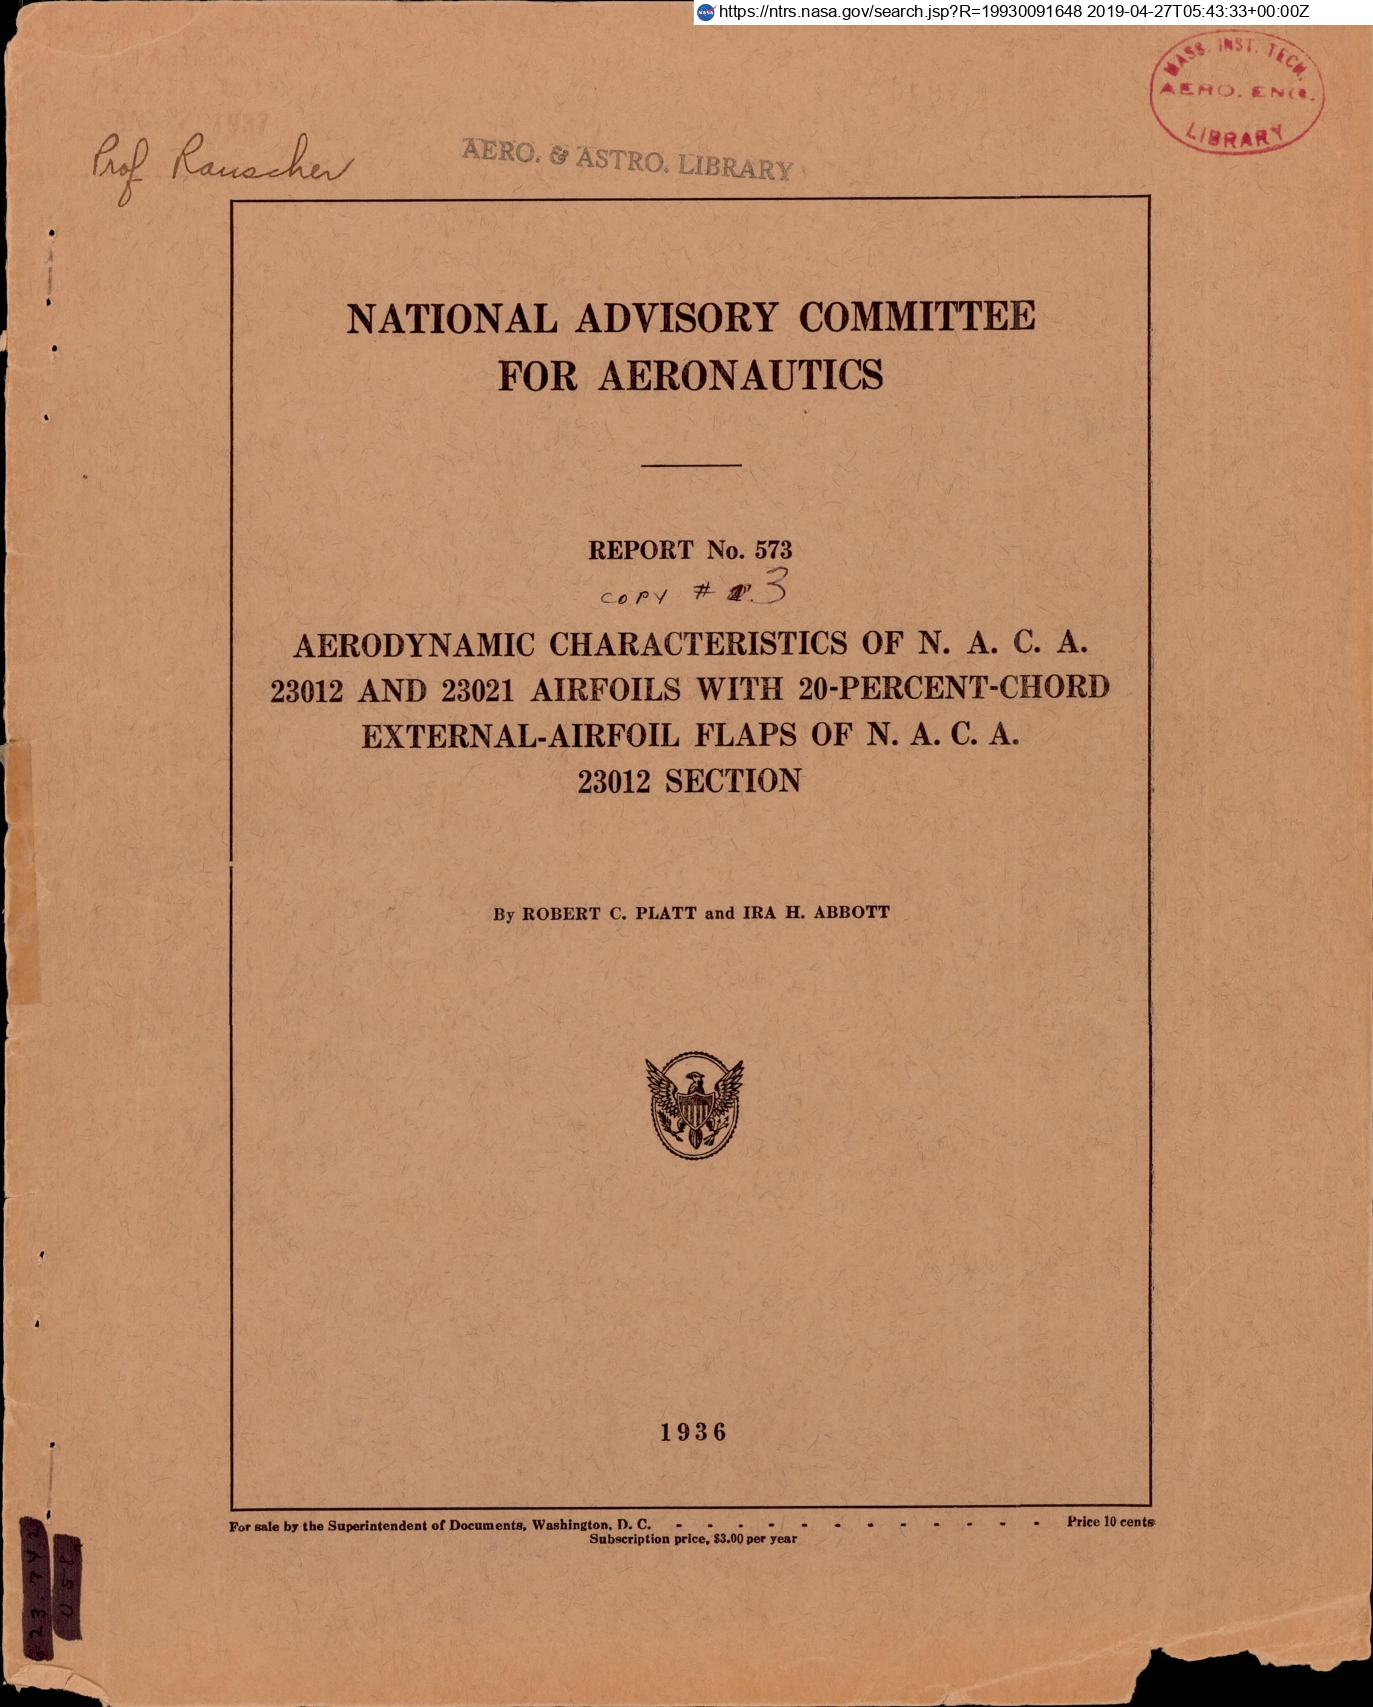 https://ntrs.nasa.gov/search.jsp?R=19930091648 2019-04-27T05:43:33+00:00Z
MASS. INST. TECH.
AERO. ENG.
LIBRARY
Prof Rauscher
AERO. & ASTRO. LIBRARY
NATIONAL ADVISORY COMMITTEE
FOR AERONAUTICS
REPORT No. 573
COPY # 3
AERODYNAMIC CHARACTERISTICS OF N. A. C. A.
23012 AND 23021 AIRFOILS WITH 20-PERCENT-CHORD
EXTERNAL-AIRFOIL FLAPS OF N. A. C. A.
23012 SECTION
By ROBERT C. PLATT and IRA H. ABBOTT
1936
For sale by the Superintendent of Documents, Washington, D. C. - - - - - - - - - - - - Price 10 cents
Subscription price, $3.00 per year